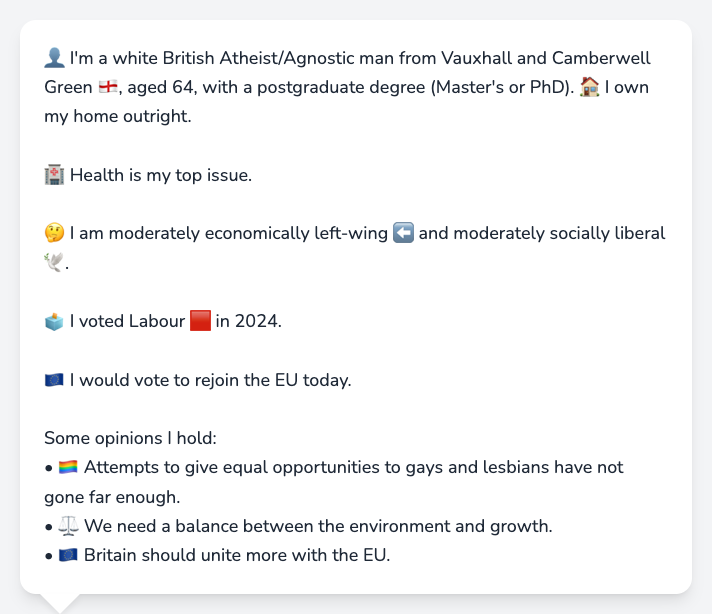 👤 I'm a white British Atheist/Agnostic man from Vauxhall and Camberwell
Green 🏴󠁧󠁢󠁥󠁮󠁧󠁿, aged 64, with a postgraduate degree (Master's or PhD). 🏠 I own
my home outright.
🏥 Health is my top issue.
🤔 I am moderately economically left-wing ⬅️ and moderately socially liberal
🕊️.
🗳️ I voted Labour 🟥 in 2024.
🇪🇺 I would vote to rejoin the EU today.
Some opinions I hold:
• 🏳️‍🌈 Attempts to give equal opportunities to gays and lesbians have not
gone far enough.
• ⚖️ We need a balance between the environment and growth.
• 🇪🇺 Britain should unite more with the EU.